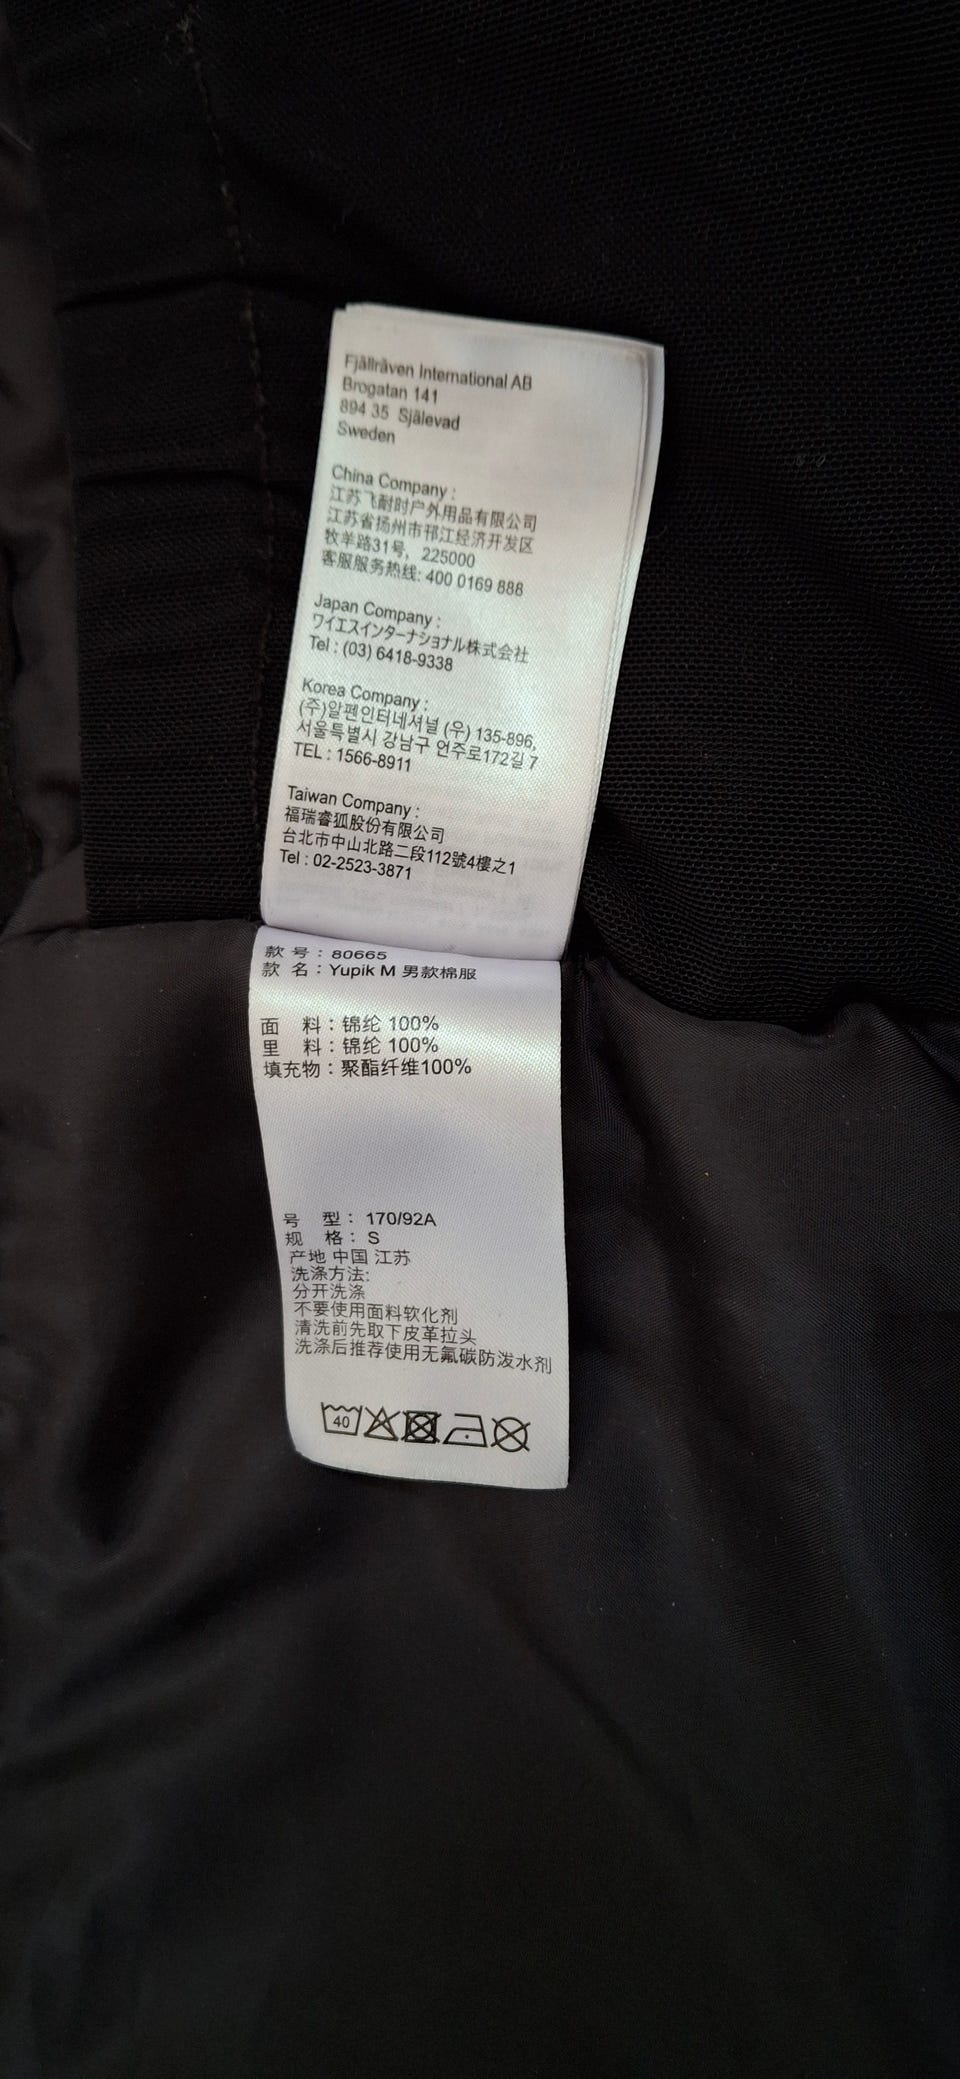 Fjällräven International AB
Brogatan 141
894 35 Själevad
Sweden
China Company :
江苏飞耐时户外用品有限公司
江苏省扬州市邗江经济开发区
牧羊路31号, 225000
客服服务热线: 400 0169 888
Japan Company :
ワイエスインターナショナル株式会社
Tel : (03) 6418-9338
Korea Company :
(주)알펜인터네셔널 (우) 135-896,
서울특별시 강남구 언주로172길 7
TEL : 1566-8911
Taiwan Company :
福瑞睿狐股份有限公司
台北市中山北路二段112號4樓之1
Tel : 02-2523-3871
款 号 : 80665
款 名 : Yupik M 男款棉服
面 料 : 锦纶 100%
里 料 : 锦纶 100%
填充物 : 聚酯纤维100%
号 型 : 170/92A
规 格 : S
产地 中国 江苏
洗涤方法:
分开洗涤
不要使用面料软化剂
清洗前先取下皮革拉头
洗涤后推荐使用无氟碳防泼水剂
40